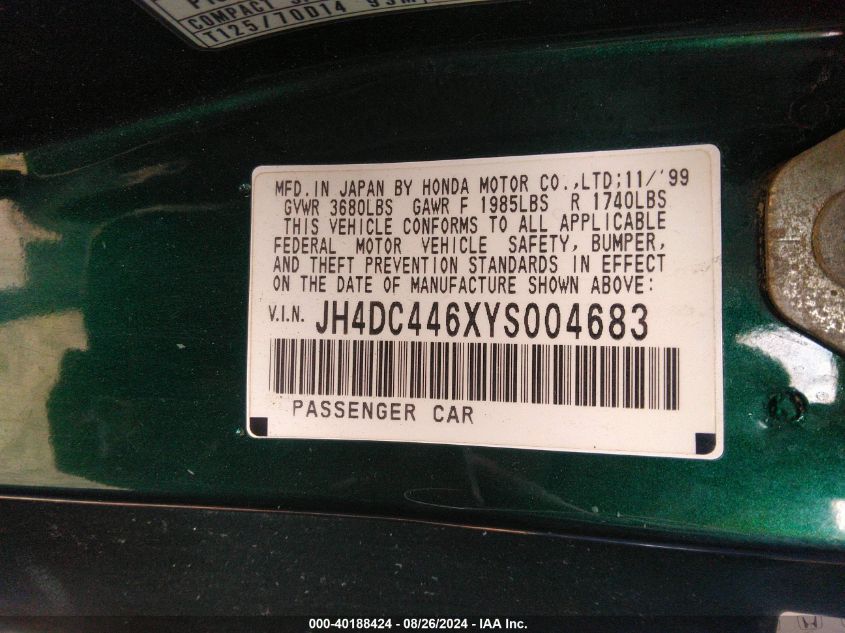 COMPACT
T125/70D14 93M
MFD.IN JAPAN BY HONDA MOTOR CO.,LTD;11/'99
GVWR 3680LBS GAWR F 1985LBS R 1740LBS
THIS VEHICLE CONFORMS TO ALL APPLICABLE
FEDERAL MOTOR VEHICLE SAFETY, BUMPER,
AND THEFT PREVENTION STANDARDS IN EFFECT
ON THE DATE OF MANUFACTURE SHOWN ABOVE:
V.I.N. JH4DC446XYS004683
PASSENGER CAR
000-40188424 - 08/26/2024 - IAA Inc.